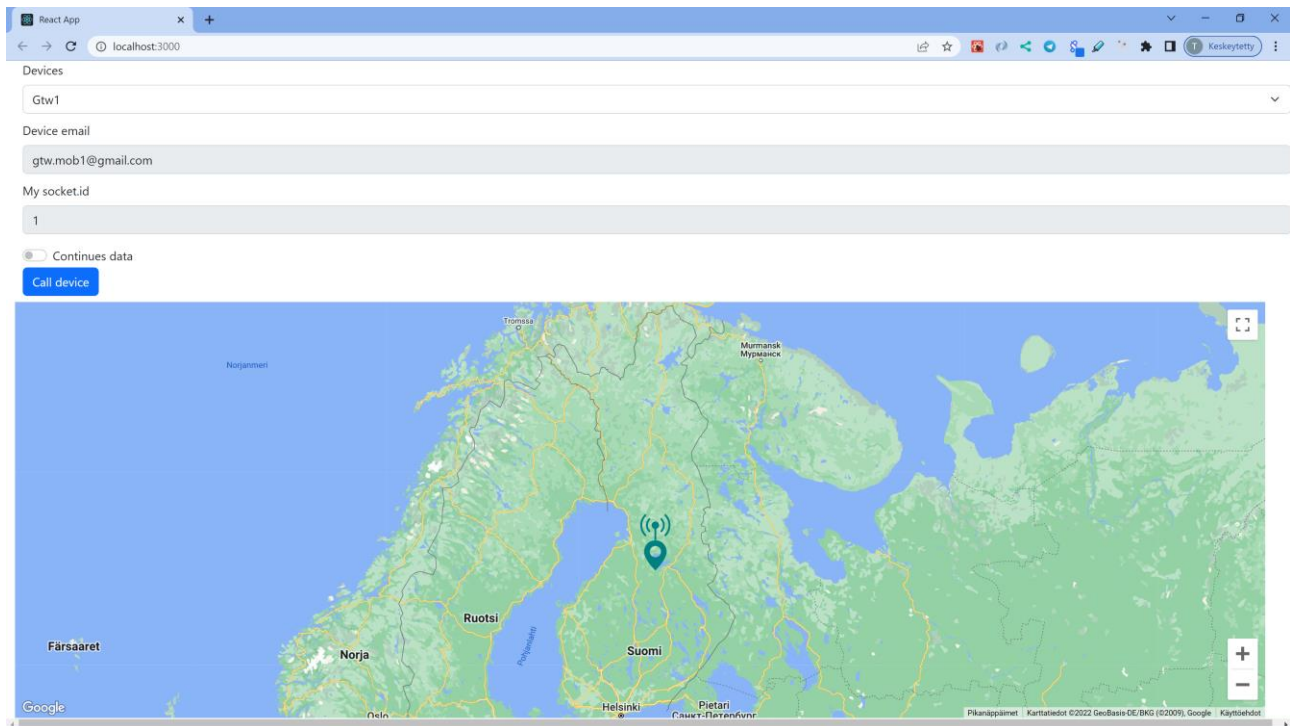 React App
localhost:3000
T Keskeytetty
Devices
Gtw1
Device email
gtw.mob1@gmail.com
My socket.id
1
Continues data
Call device
Tromssa
Murmansk
Мурманск
Norjanmeri
Ruotsi
Färsaaret
Norja
Pohjanlahti
Suomi
Helsinki
Pietari
Санкт-Петербург
Oslo
Google
Pikanäppäimet Karttatiedot ©2022 GeoBasis-DE/BKG (©2009), Google Käyttöehdot